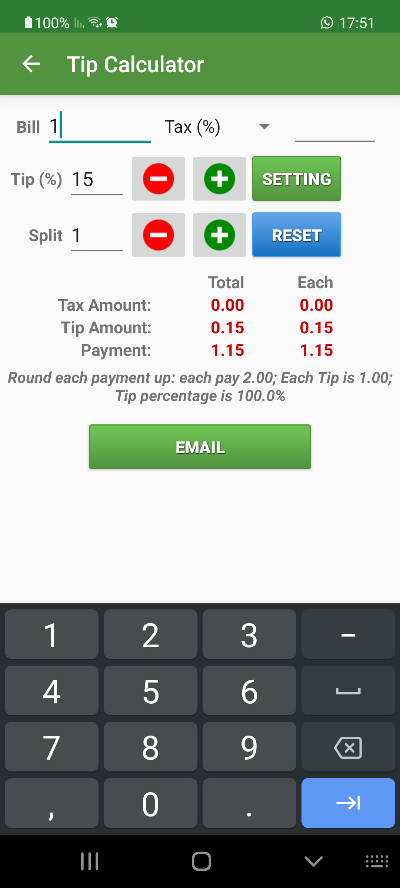 100% 17:51
Tip Calculator
Bill 1 Tax (%)
Tip (%) 15 SETTING
Split 1 RESET
Total Each
Tax Amount: 0.00 0.00
Tip Amount: 0.15 0.15
Payment: 1.15 1.15
Round each payment up: each pay 2.00; Each Tip is 1.00;
Tip percentage is 100.0%
EMAIL
1 2 3 -
4 5 6
7 8 9
, 0 .